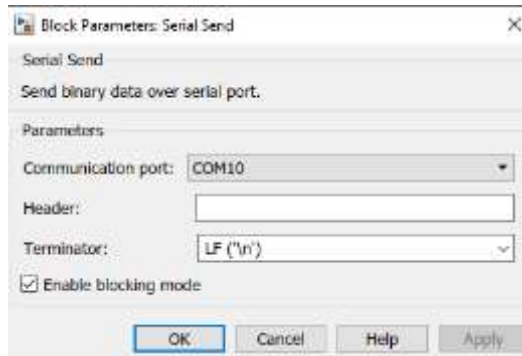 Block Parameters: Serial Send
Serial Send
Send binary data over serial port.
Parameters
Communication port: COM10
Header:
Terminator: LF ('\n')
Enable blocking mode
OK Cancel Help Apply